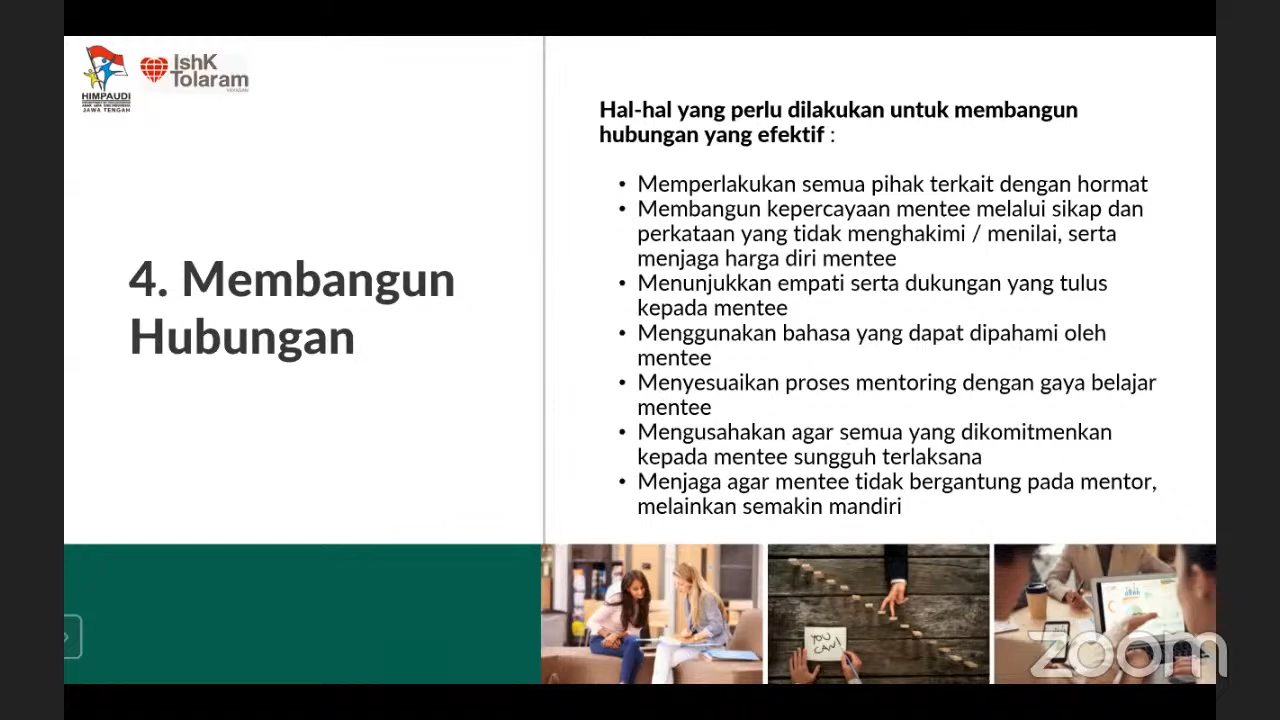 HIMPAUDI
JAWA TENGAH
IshK
Tolaram
YAYASAN
4. Membangun
Hubungan
Hal-hal yang perlu dilakukan untuk membangun
hubungan yang efektif :
• Memperlakukan semua pihak terkait dengan hormat
• Membangun kepercayaan mentee melalui sikap dan
perkataan yang tidak menghakimi / menilai, serta
menjaga harga diri mentee
• Menunjukkan empati serta dukungan yang tulus
kepada mentee
• Menggunakan bahasa yang dapat dipahami oleh
mentee
• Menyesuaikan proses mentoring dengan gaya belajar
mentee
• Mengusahakan agar semua yang dikomitmenkan
kepada mentee sungguh terlaksana
• Menjaga agar mentee tidak bergantung pada mentor,
melainkan semakin mandiri
YOU
CAN!
zoom